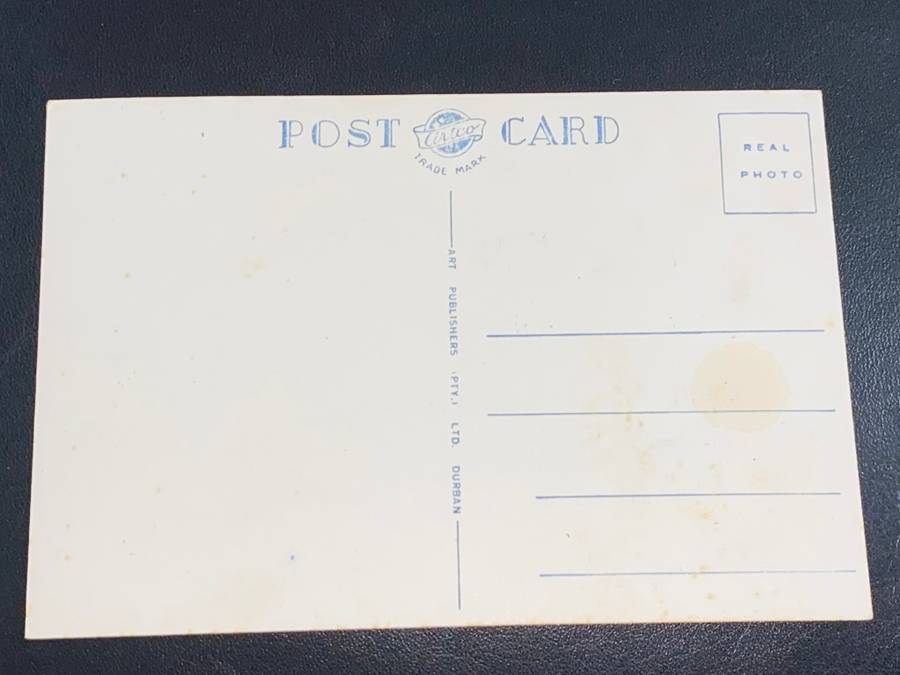 POST Artco CARD
TRADE MARK
REAL
PHOTO
ART PUBLISHERS (PTY.) LTD. DURBAN